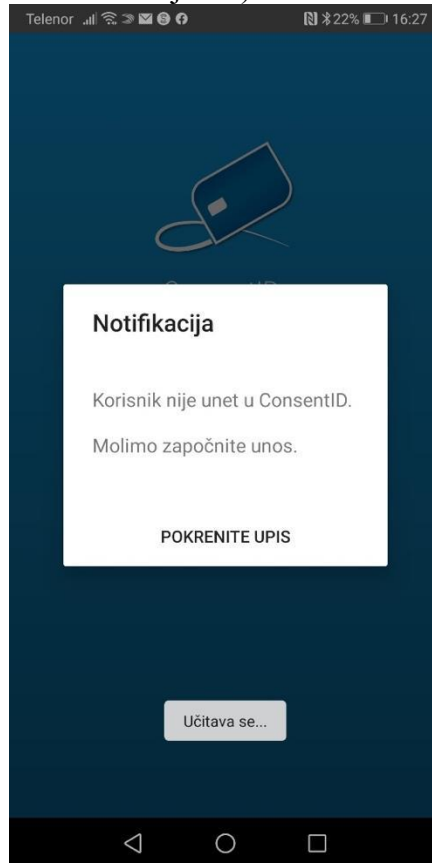 Telenor 22% 16:27
Notifikacija
Korisnik nije unet u ConsentID.
Molimo započnite unos.
POKRENITE UPIS
Učitava se...